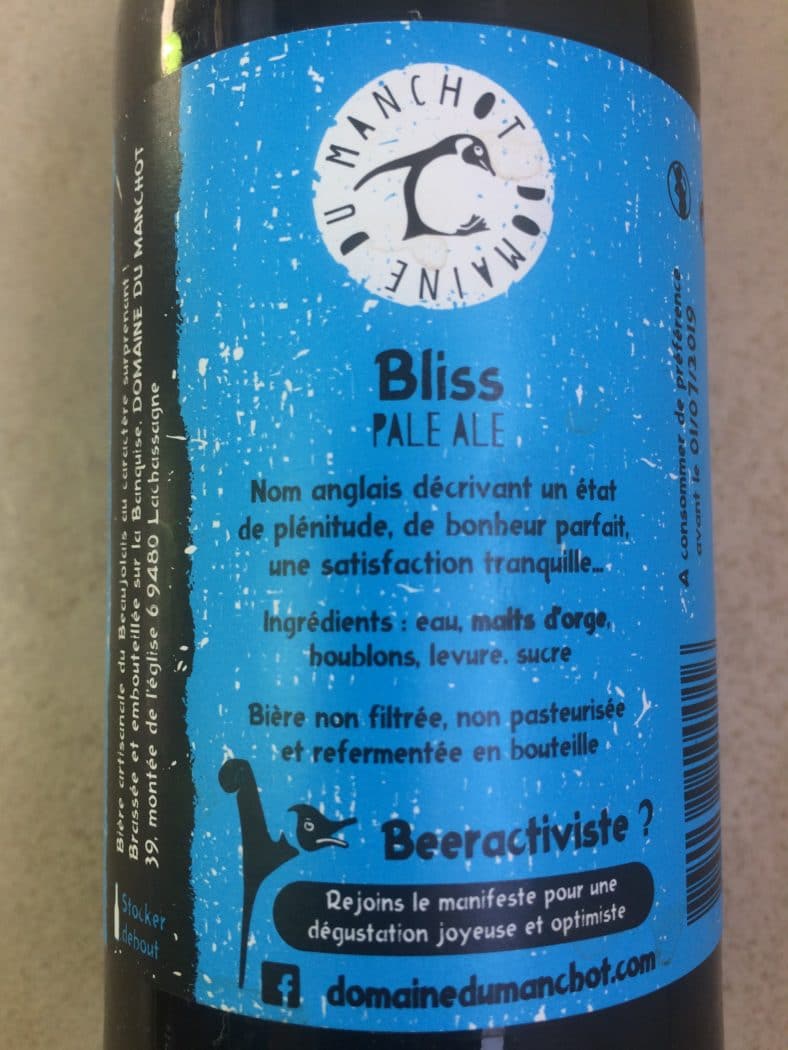 DOMAINE DU MANCHOT
Bliss
PALE ALE
Nom anglais décrivant un état
de plénitude, de bonheur parfait,
une satisfaction tranquille...
Ingrédients : eau, malts d'orge,
houblons, levure. sucre
Bière non filtrée, non pasteurisée
et refermentée en bouteille
Beeractiviste ?
Rejoins le manifeste pour une
dégustation joyeuse et optimiste
domainedumanchot.com
Bière artisanale du Beaujolais au caractère surprenant !
Brassée et embouteillée sur la Banquise. DOMAINE DU MANCHOT
39, montée de l'église 69480 Lachassagne
Stocker
debout
A consommer de préférence
avant le 01/07/2019